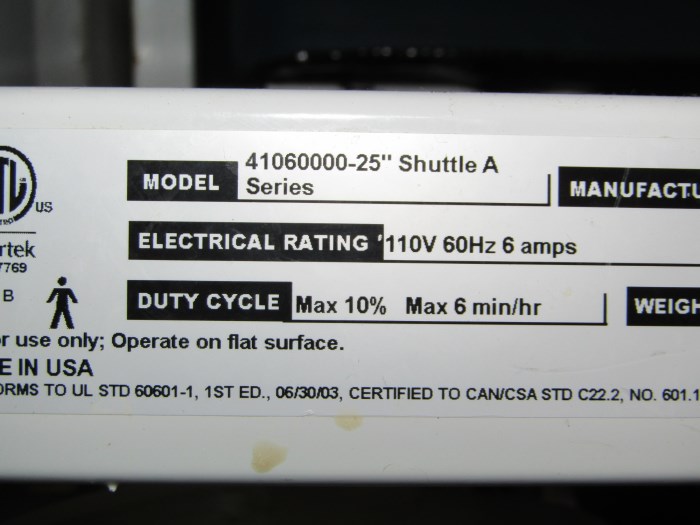 MODEL 41060000-25" Shuttle A
Series
MANUFACTU
US
ELECTRICAL RATING 110V 60Hz 6 amps
rtek
7769
B
DUTY CYCLE Max 10% Max 6 min/hr
WEIGH
r use only; Operate on flat surface.
E IN USA
ORMS TO UL STD 60601-1, 1ST ED., 06/30/03, CERTIFIED TO CAN/CSA STD C22.2, NO. 601.1